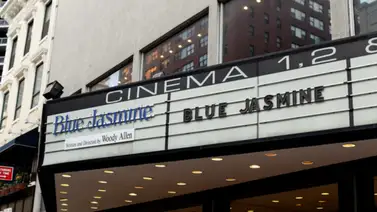 CINEMA 1, 2 &
Blue Jasmine
Written and Directed by Woody Allen
BLUE JASMINE